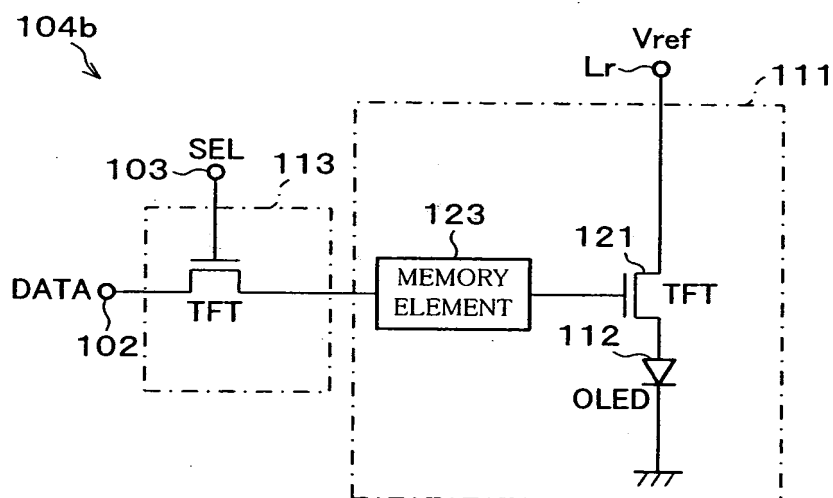 104b
Vref
Lr
111
SEL
103
113
123
121
DATA
TFT
MEMORY
ELEMENT
TFT
102
112
OLED